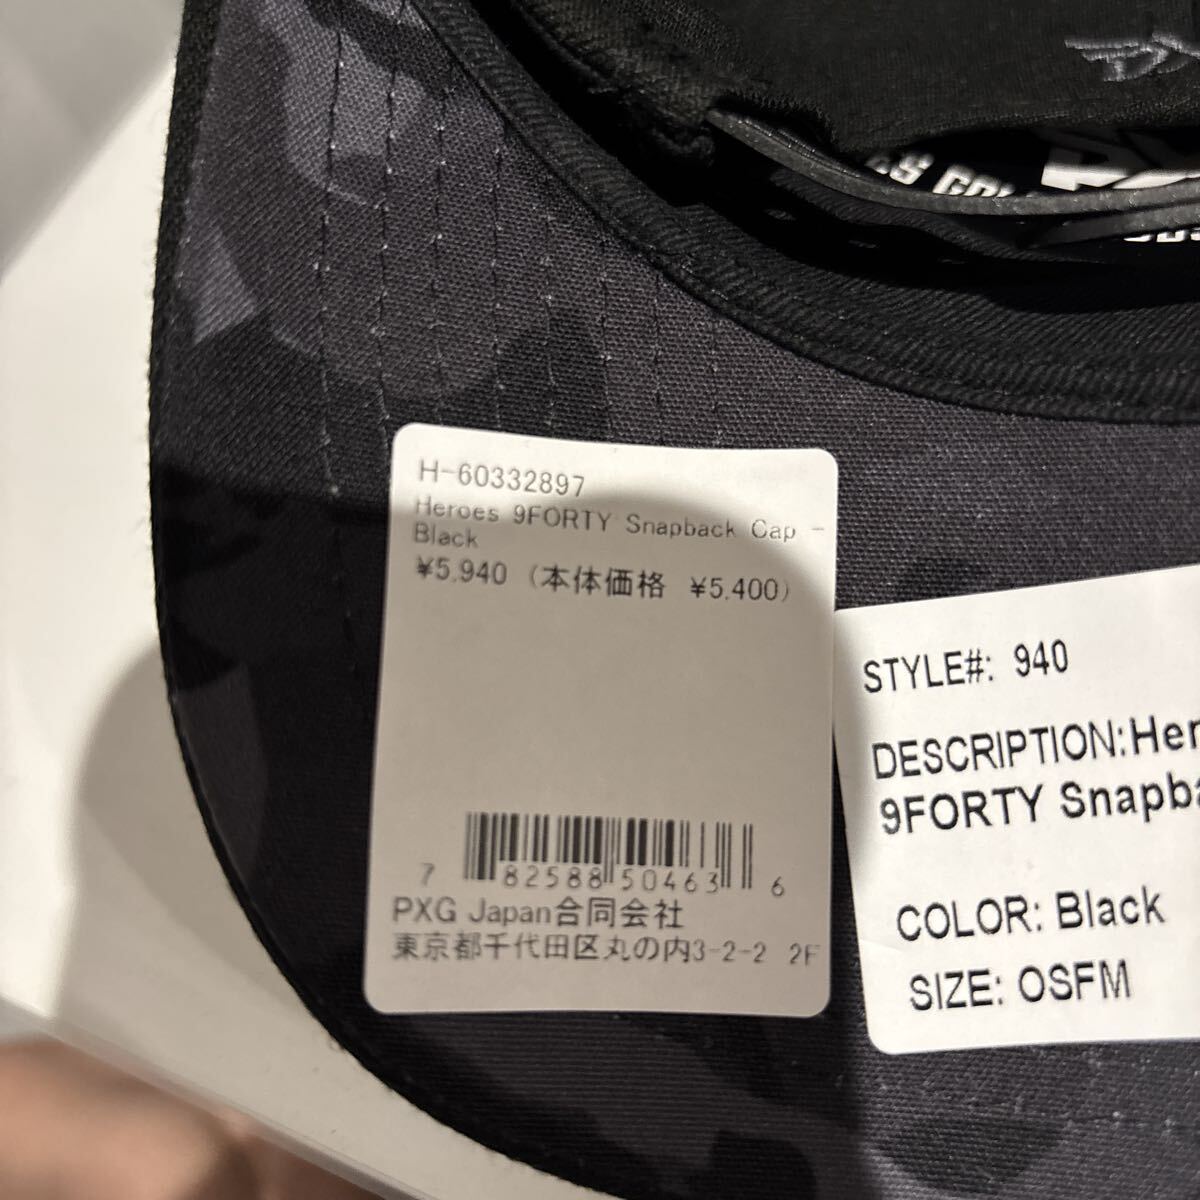 H-60332897
Heroes 9FORTY Snapback Cap -
Black
¥5,940 (本体価格 ¥5,400)
7 82588 50463 6
PXG Japan合同会社
東京都千代田区丸の内3-2-2 2F
STYLE#: 940
DESCRIPTION:Her
9FORTY Snapba
COLOR: Black
SIZE: OSFM